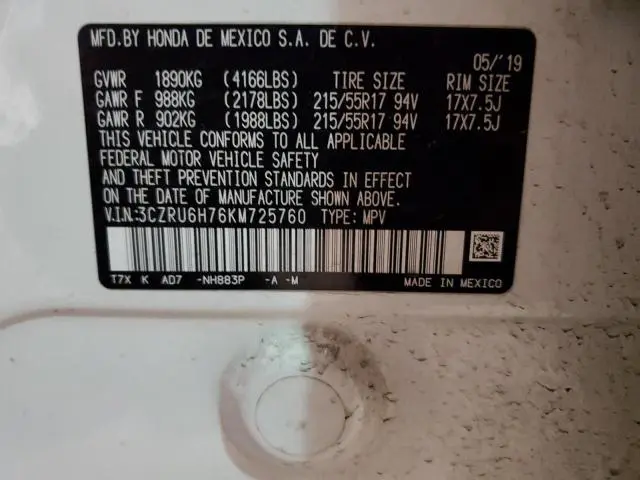 MFD.BY HONDA DE MEXICO S.A. DE C.V.
05/'19
GVWR 1890KG (4166LBS) TIRE SIZE RIM SIZE
GAWR F 988KG (2178LBS) 215/55R17 94V 17X7.5J
GAWR R 902KG (1988LBS) 215/55R17 94V 17X7.5J
THIS VEHICLE CONFORMS TO ALL APPLICABLE
FEDERAL MOTOR VEHICLE SAFETY
AND THEFT PREVENTION STANDARDS IN EFFECT
ON THE DATE OF MANUFACTURE SHOWN ABOVE.
V.I.N.:3CZRU6H76KM725760 TYPE: MPV
T7X K AD7 -NH883P -A -M MADE IN MEXICO